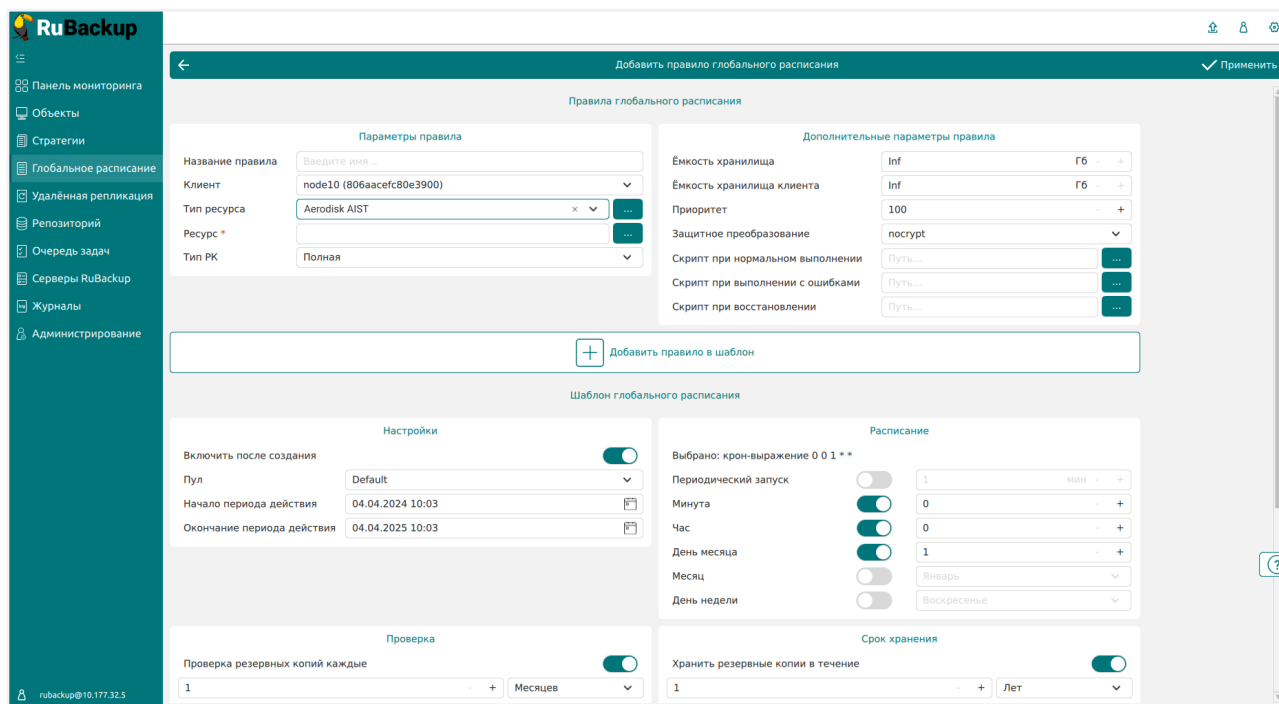 RuBackup
Панель мониторинга
Объекты
Стратегии
Глобальное расписание
Удалённая репликация
Репозиторий
Очередь задач
Серверы RuBackup
Журналы
Администрирование
rubackup@10.177.32.5
Добавить правило глобального расписания
Применить
Правила глобального расписания
Параметры правила
Название правила Введите имя ..
Клиент node10 (806aacefc80e3900)
Тип ресурса Aerodisk AIST × ...
Ресурс * ...
Тип РК Полная
Дополнительные параметры правила
Ёмкость хранилища Inf Гб - +
Ёмкость хранилища клиента Inf Гб - +
Приоритет 100 - +
Защитное преобразование nocrypt
Скрипт при нормальном выполнении Путь... ...
Скрипт при выполнении с ошибками Путь... ...
Скрипт при восстановлении Путь... ...
+ Добавить правило в шаблон
Шаблон глобального расписания
Настройки
Включить после создания
Пул Default
Начало периода действия 04.04.2024 10:03
Окончание периода действия 04.04.2025 10:03
Расписание
Выбрано: крон-выражение 0 0 1 * *
Периодический запуск 1 мин - +
Минута 0 - +
Час 0 - +
День месяца 1 - +
Месяц Январь
День недели Воскресенье
Проверка
Проверка резервных копий каждые
1 - + Месяцев
Срок хранения
Хранить резервные копии в течение
1 - + Лет
?